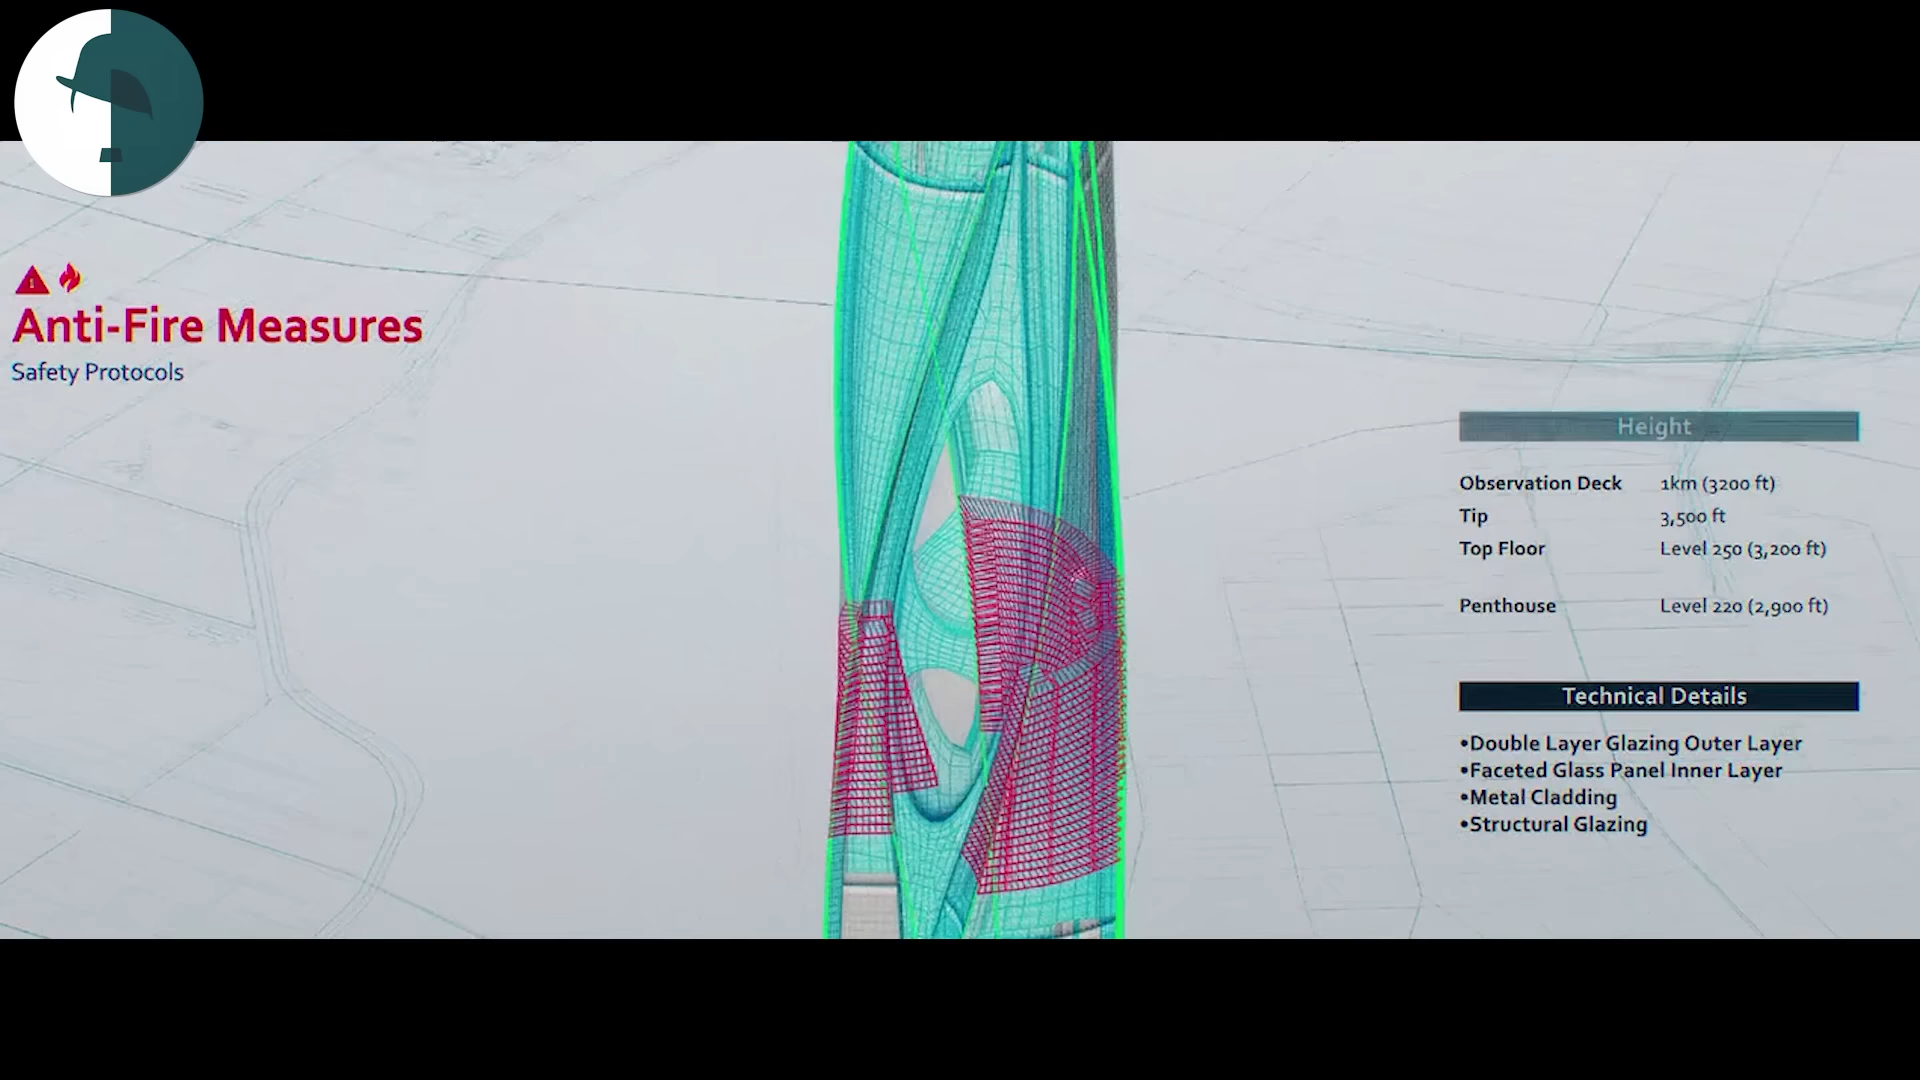 Anti-Fire Measures
Safety Protocols
Height
Observation Deck 1km (3200 ft)
Tip 3,500 ft
Top Floor Level 250 (3,200 ft)
Penthouse Level 220 (2,900 ft)
Technical Details
•Double Layer Glazing Outer Layer
•Faceted Glass Panel Inner Layer
•Metal Cladding
•Structural Glazing